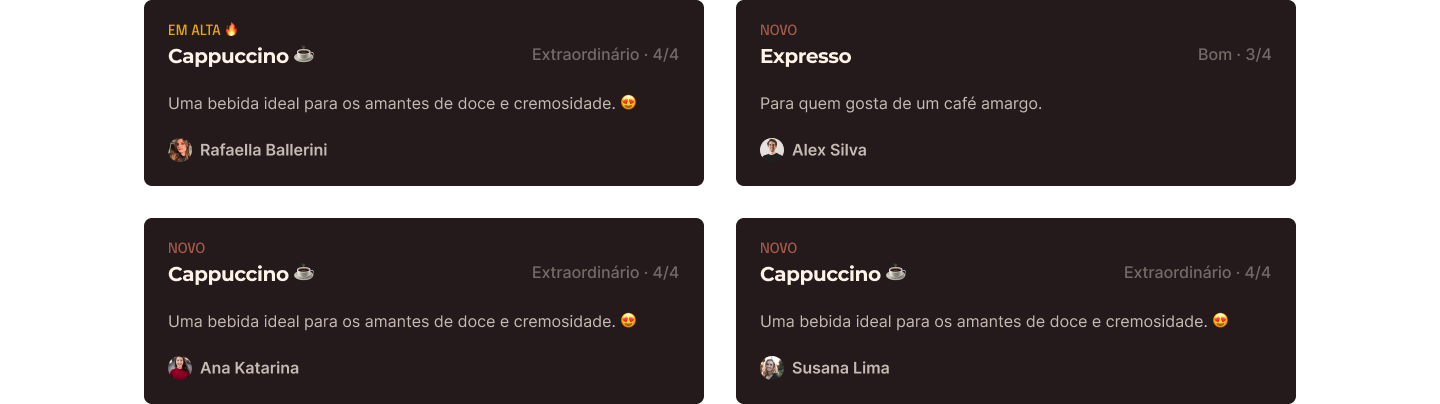 EM ALTA 🔥
Cappuccino ☕ Extraordinário · 4/4
Uma bebida ideal para os amantes de doce e cremosidade. 😍
Rafaella Ballerini
NOVO
Expresso Bom · 3/4
Para quem gosta de um café amargo.
Alex Silva
NOVO
Cappuccino ☕ Extraordinário · 4/4
Uma bebida ideal para os amantes de doce e cremosidade. 😍
Ana Katarina
NOVO
Cappuccino ☕ Extraordinário · 4/4
Uma bebida ideal para os amantes de doce e cremosidade. 😍
Susana Lima